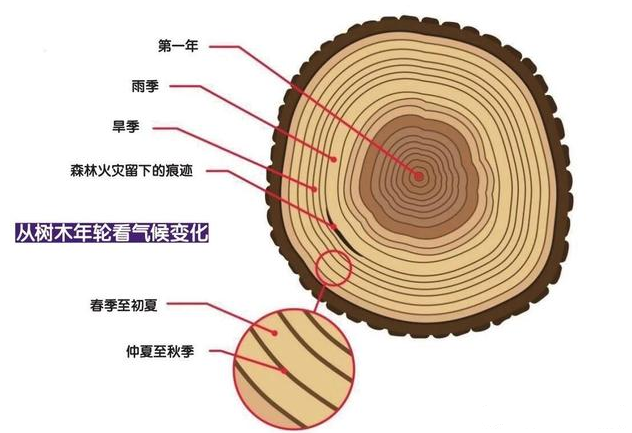 第一年
雨季
旱季
森林火灾留下的痕迹
从树木年轮看气候变化
春季至初夏
仲夏至秋季